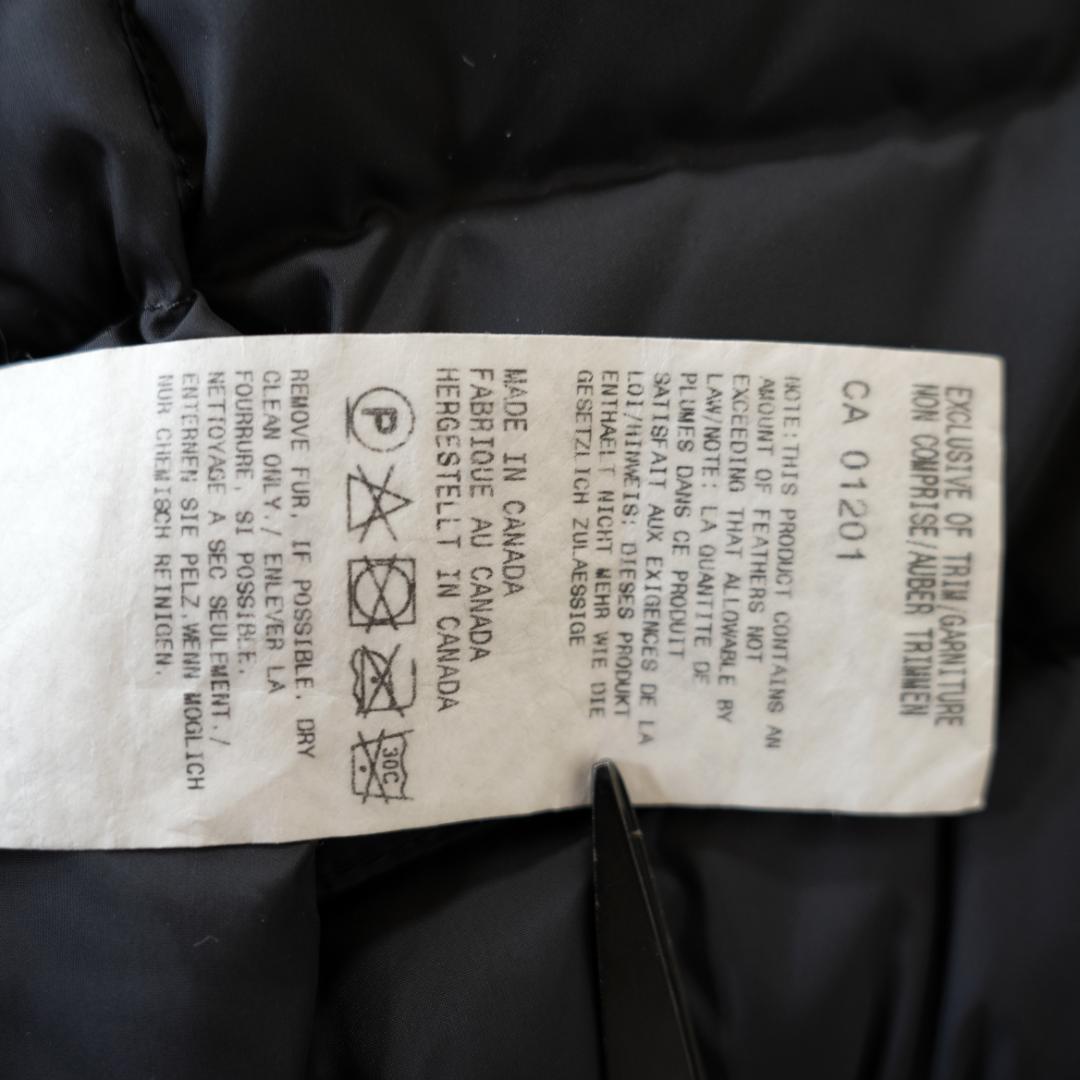 EXCLUSIVE OF TRIM/GARNITURE
NON COMPRISE/AUBER TRIMMEN
CA 01201
NOTE:THIS PRODUCT CONTAINS AN
AMOUNT OF FEATHERS NOT
EXCEEDING THAT ALLOWABLE BY
LAW/NOTE: LA QUANTITE DE
PLUMES DANS CE PRODUIT
SATISFAIT AUX EXIGENCES DE LA
LOI/HINWEIS: DIESES PRODUKT
ENTHAELT NICHT MEHR WIE DIE
GESETZLICH ZULAESSIGE
MADE IN CANADA
FABRIQUE AU CANADA
HERGESTELLT IN CANADA
P 30C
REMOVE FUR, IF POSSIBLE. DRY
CLEAN ONLY./ ENLEVER LA
FOURRURE, SI POSSIBLE.
NETTOYAGE A SEC SEULEMENT./
ENTERNEN SIE PELZ,WENN MOGLICH
NUR CHEMISCH REINIGEN.